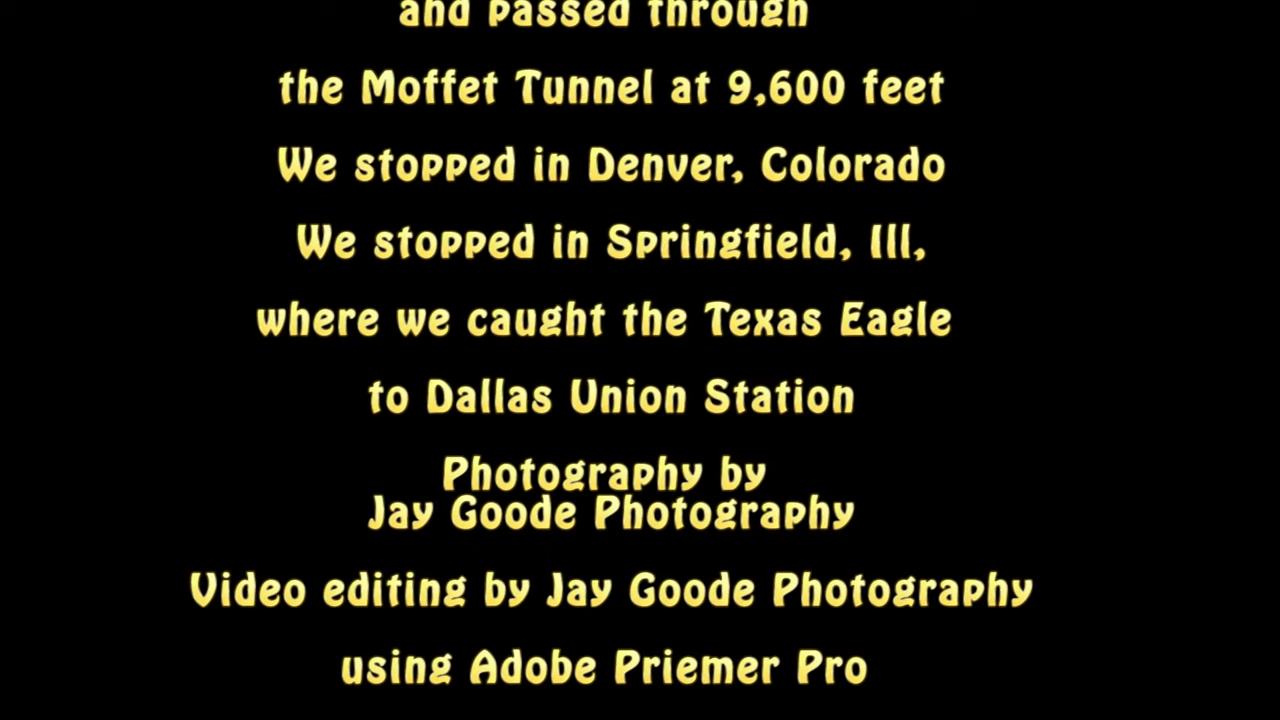 and passed through
the Moffet Tunnel at 9,600 feet
We stopped in Denver, Colorado
We stopped in Springfield, Ill,
where we caught the Texas Eagle
to Dallas Union Station
Photography by
Jay Goode Photography
Video editing by Jay Goode Photography
using Adobe Priemer Pro